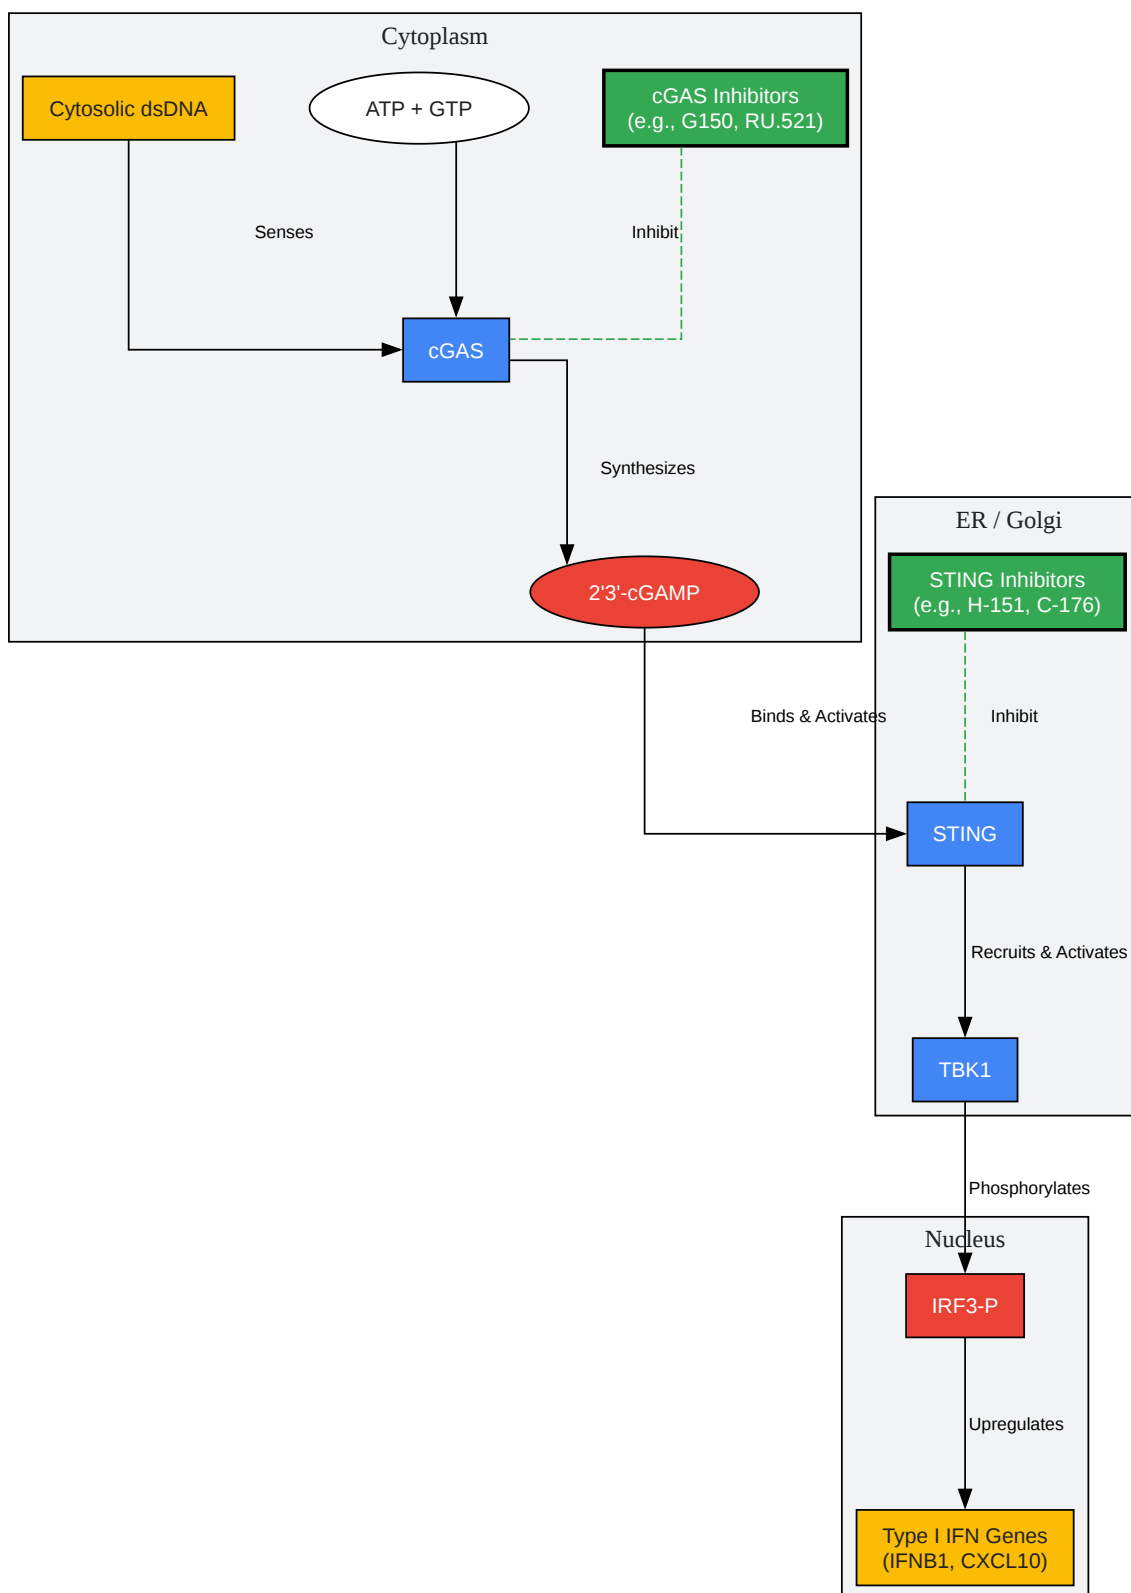 Cytoplasm
Cytosolic dsDNA
ATP + GTP
cGAS Inhibitors
(e.g., G150, RU.521)
Senses
Inhibit
cGAS
Synthesizes
2'3'-cGAMP
ER / Golgi
STING Inhibitors
(e.g., H-151, C-176)
Binds & Activates
Inhibit
STING
Recruits & Activates
TBK1
Phosphorylates
Nucleus
IRF3-P
Upregulates
Type I IFN Genes
(IFNB1, CXCL10)